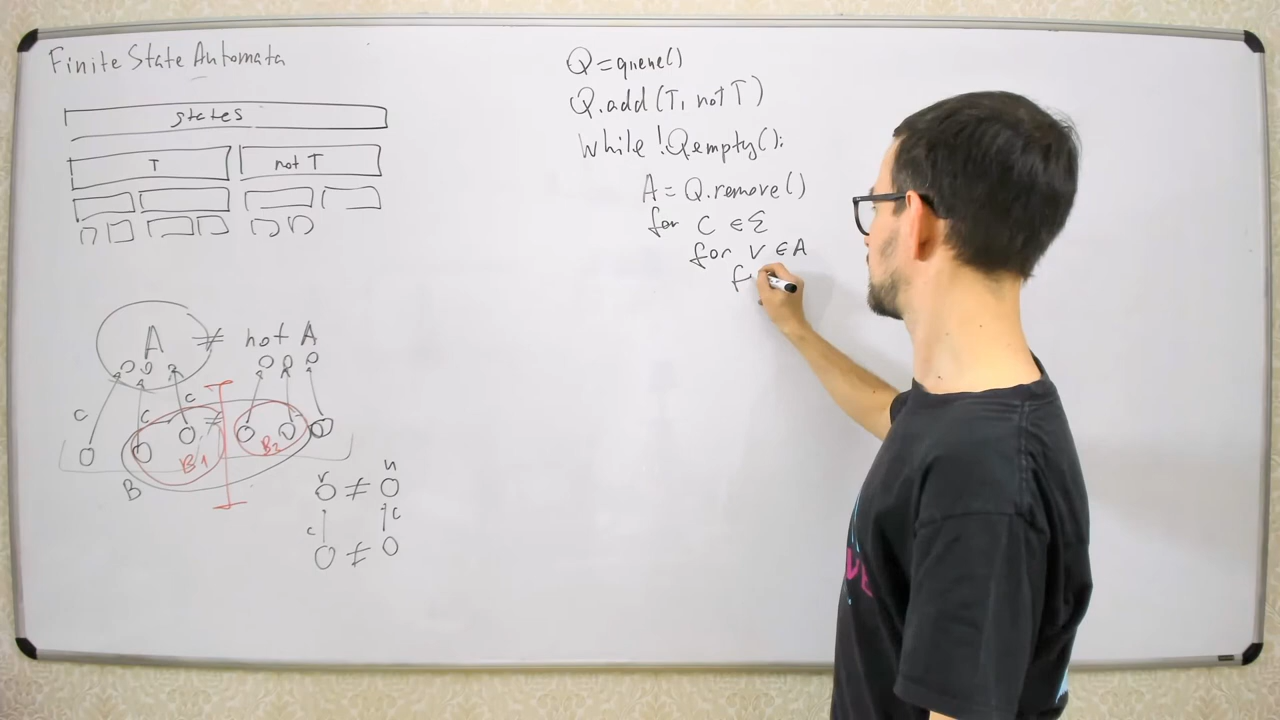 Finite State Automata
states
T
not T
A ≠ not A
c
c
c
≠
B1
B2
B
v ≠ u
c
c
≠
Q = queue()
Q.add(T, not T)
while !Q.empty():
A = Q.remove()
for c ∈ Σ
for v ∈ A
f